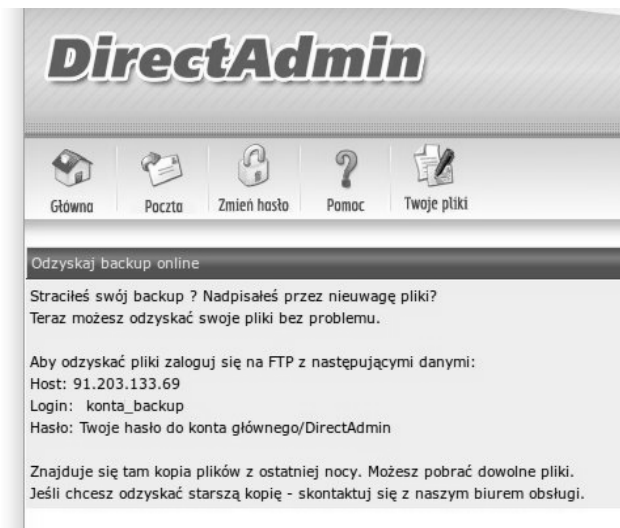 DirectAdmin
Główna Poczta Zmień hasło Pomoc Twoje pliki
Odzyskaj backup online
Straciłeś swój backup ? Nadpisałeś przez nieuwagę pliki?
Teraz możesz odzyskać swoje pliki bez problemu.
Aby odzyskać pliki zaloguj się na FTP z następującymi danymi:
Host: 91.203.133.69
Login: konta_backup
Hasło: Twoje hasło do konta głównego/DirectAdmin
Znajduje się tam kopia plików z ostatniej nocy. Możesz pobrać dowolne pliki.
Jeśli chcesz odzyskać starszą kopię - skontaktuj się z naszym biurem obsługi.